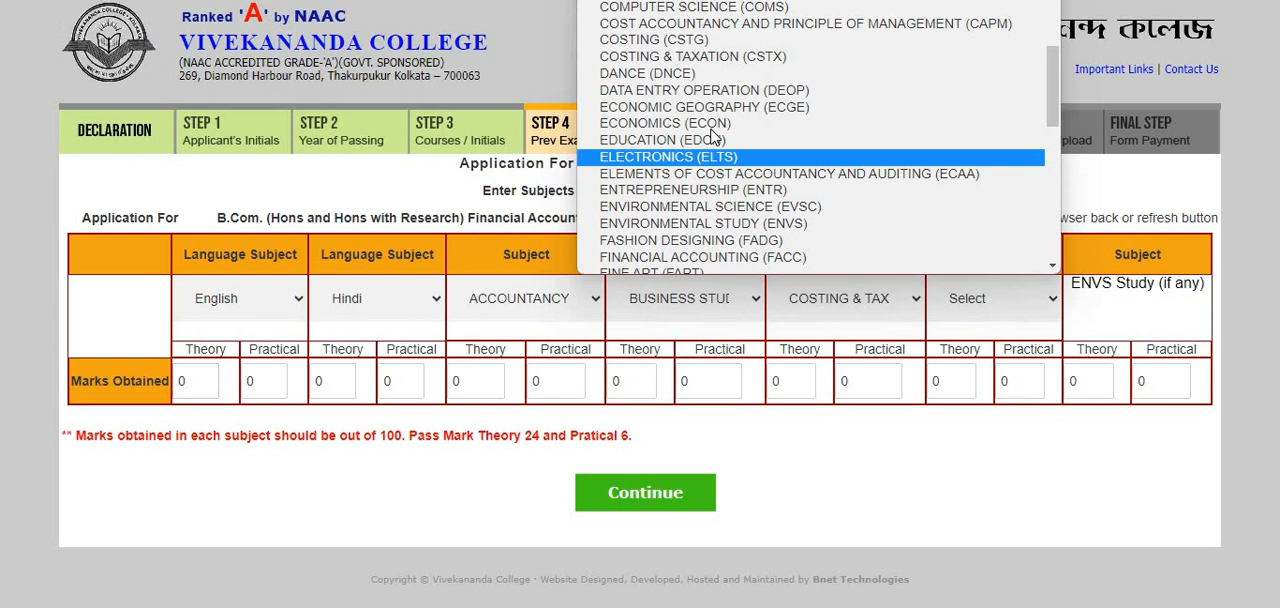 Ranked 'A' by NAAC
VIVEKANANDA COLLEGE
(NAAC ACCREDITED GRADE-'A')(GOVT. SPONSORED)
269, Diamond Harbour Road, Thakurpukur Kolkata – 700063
কলেজ
Important Links | Contact Us
COMPUTER SCIENCE (COMS)
COST ACCOUNTANCY AND PRINCIPLE OF MANAGEMENT (CAPM)
COSTING (CSTG)
COSTING & TAXATION (CSTX)
DANCE (DNCE)
DATA ENTRY OPERATION (DEOP)
ECONOMIC GEOGRAPHY (ECGE)
ECONOMICS (ECON)
EDUCATION (EDCN)
ELECTRONICS (ELTS)
ELEMENTS OF COST ACCOUNTANCY AND AUDITING (ECAA)
ENTREPRENEURSHIP (ENTR)
ENVIRONMENTAL SCIENCE (EVSC)
ENVIRONMENTAL STUDY (ENVS)
FASHION DESIGNING (FADG)
FINANCIAL ACCOUNTING (FACC)
FINE ART (FART)
DECLARATION
STEP 1
Applicant's Initials
STEP 2
Year of Passing
STEP 3
Courses / Initials
STEP 4
Prev Exa
pload
FINAL STEP
Form Payment
Application For
Enter Subjects
Application For B.Com. (Hons and Hons with Research) Financial Accoun
wser back or refresh button
Language Subject Language Subject Subject Subject
English Hindi ACCOUNTANCY BUSINESS STUI COSTING & TAX Select ENVS Study (if any)
Theory Practical Theory Practical Theory Practical Theory Practical Theory Practical Theory Practical Theory Practical
Marks Obtained 0 0 0 0 0 0 0 0 0 0 0 0 0 0
** Marks obtained in each subject should be out of 100. Pass Mark Theory 24 and Pratical 6.
Continue
Copyright © Vivekananda College · Website Designed, Developed, Hosted and Maintained by Bnet Technologies